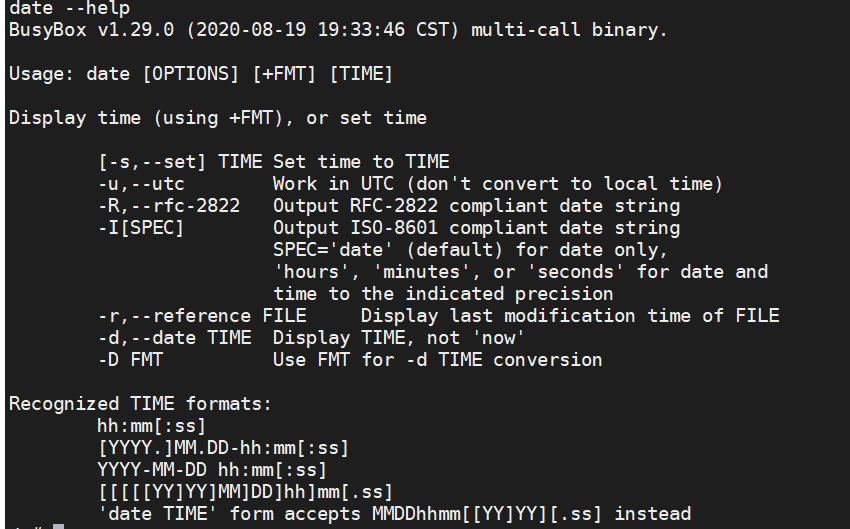 date --help
BusyBox v1.29.0 (2020-08-19 19:33:46 CST) multi-call binary.
Usage: date [OPTIONS] [+FMT] [TIME]
Display time (using +FMT), or set time
[-s,--set] TIME Set time to TIME
-u,--utc Work in UTC (don't convert to local time)
-R,--rfc-2822 Output RFC-2822 compliant date string
-I[SPEC] Output ISO-8601 compliant date string
SPEC='date' (default) for date only,
'hours', 'minutes', or 'seconds' for date and
time to the indicated precision
-r,--reference FILE Display last modification time of FILE
-d,--date TIME Display TIME, not 'now'
-D FMT Use FMT for -d TIME conversion
Recognized TIME formats:
hh:mm[:ss]
[YYYY.]MM.DD-hh:mm[:ss]
YYYY-MM-DD hh:mm[:ss]
[[[[[YY]YY]MM]DD]hh]mm[.ss]
'date TIME' form accepts MMDDhhmm[[YY]YY][.ss] instead